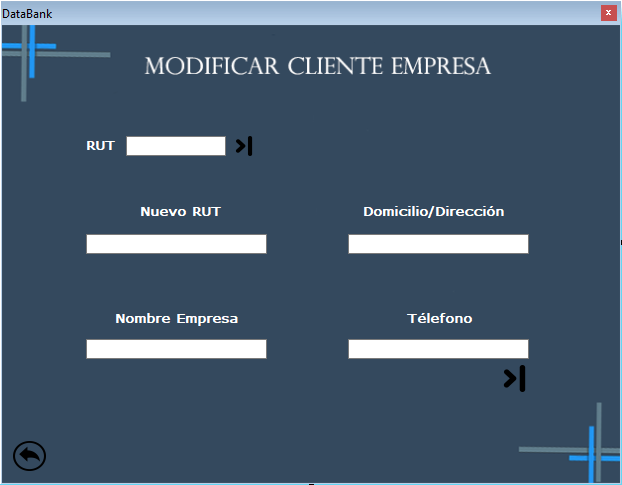 DataBank
x
MODIFICAR CLIENTE EMPRESA
RUT
Nuevo RUT
Domicilio/Dirección
Nombre Empresa
Télefono